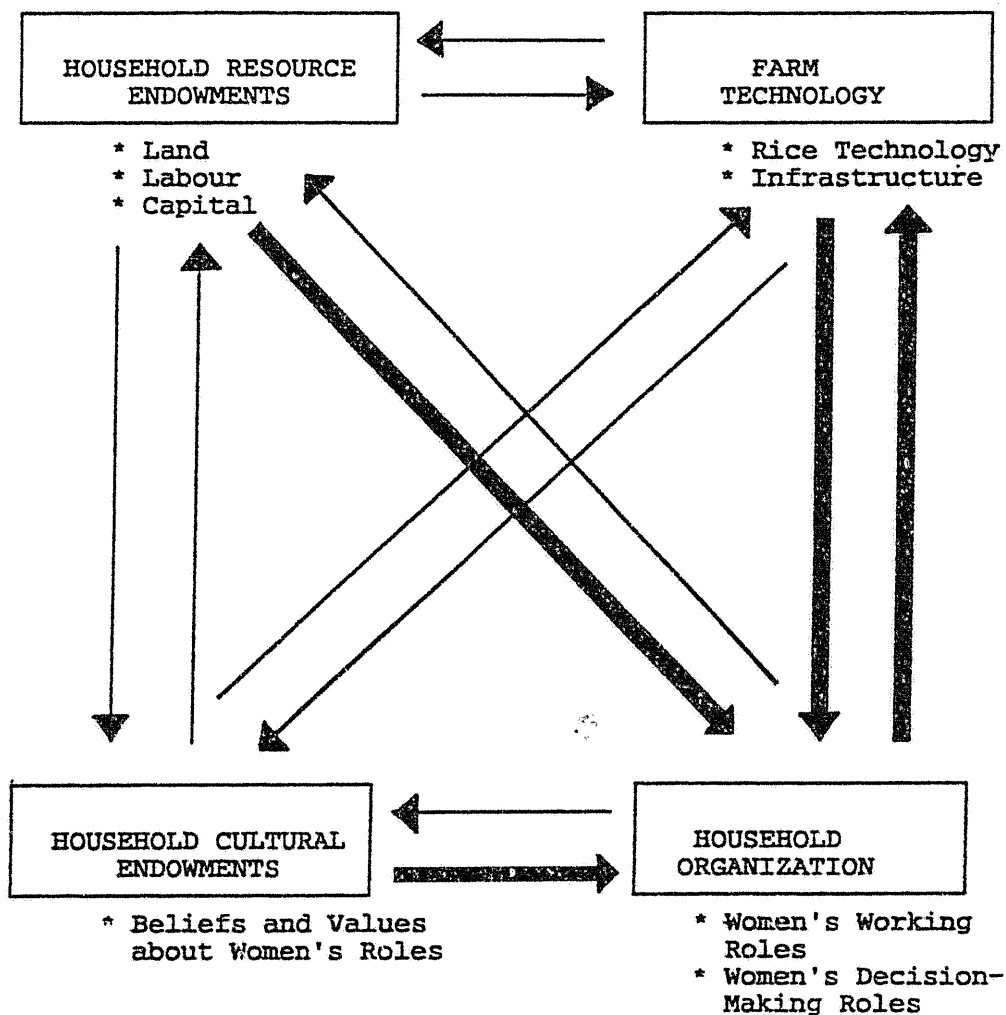 HOUSEHOLD RESOURCE
ENDOWMENTS
* Land
* Labour
* Capital
FARM
TECHNOLOGY
* Rice Technology
* Infrastructure
HOUSEHOLD CULTURAL
ENDOWMENTS
* Beliefs and Values
about Women's Roles
HOUSEHOLD
ORGANIZATION
* Women's Working
Roles
* Women's Decision-
Making Roles